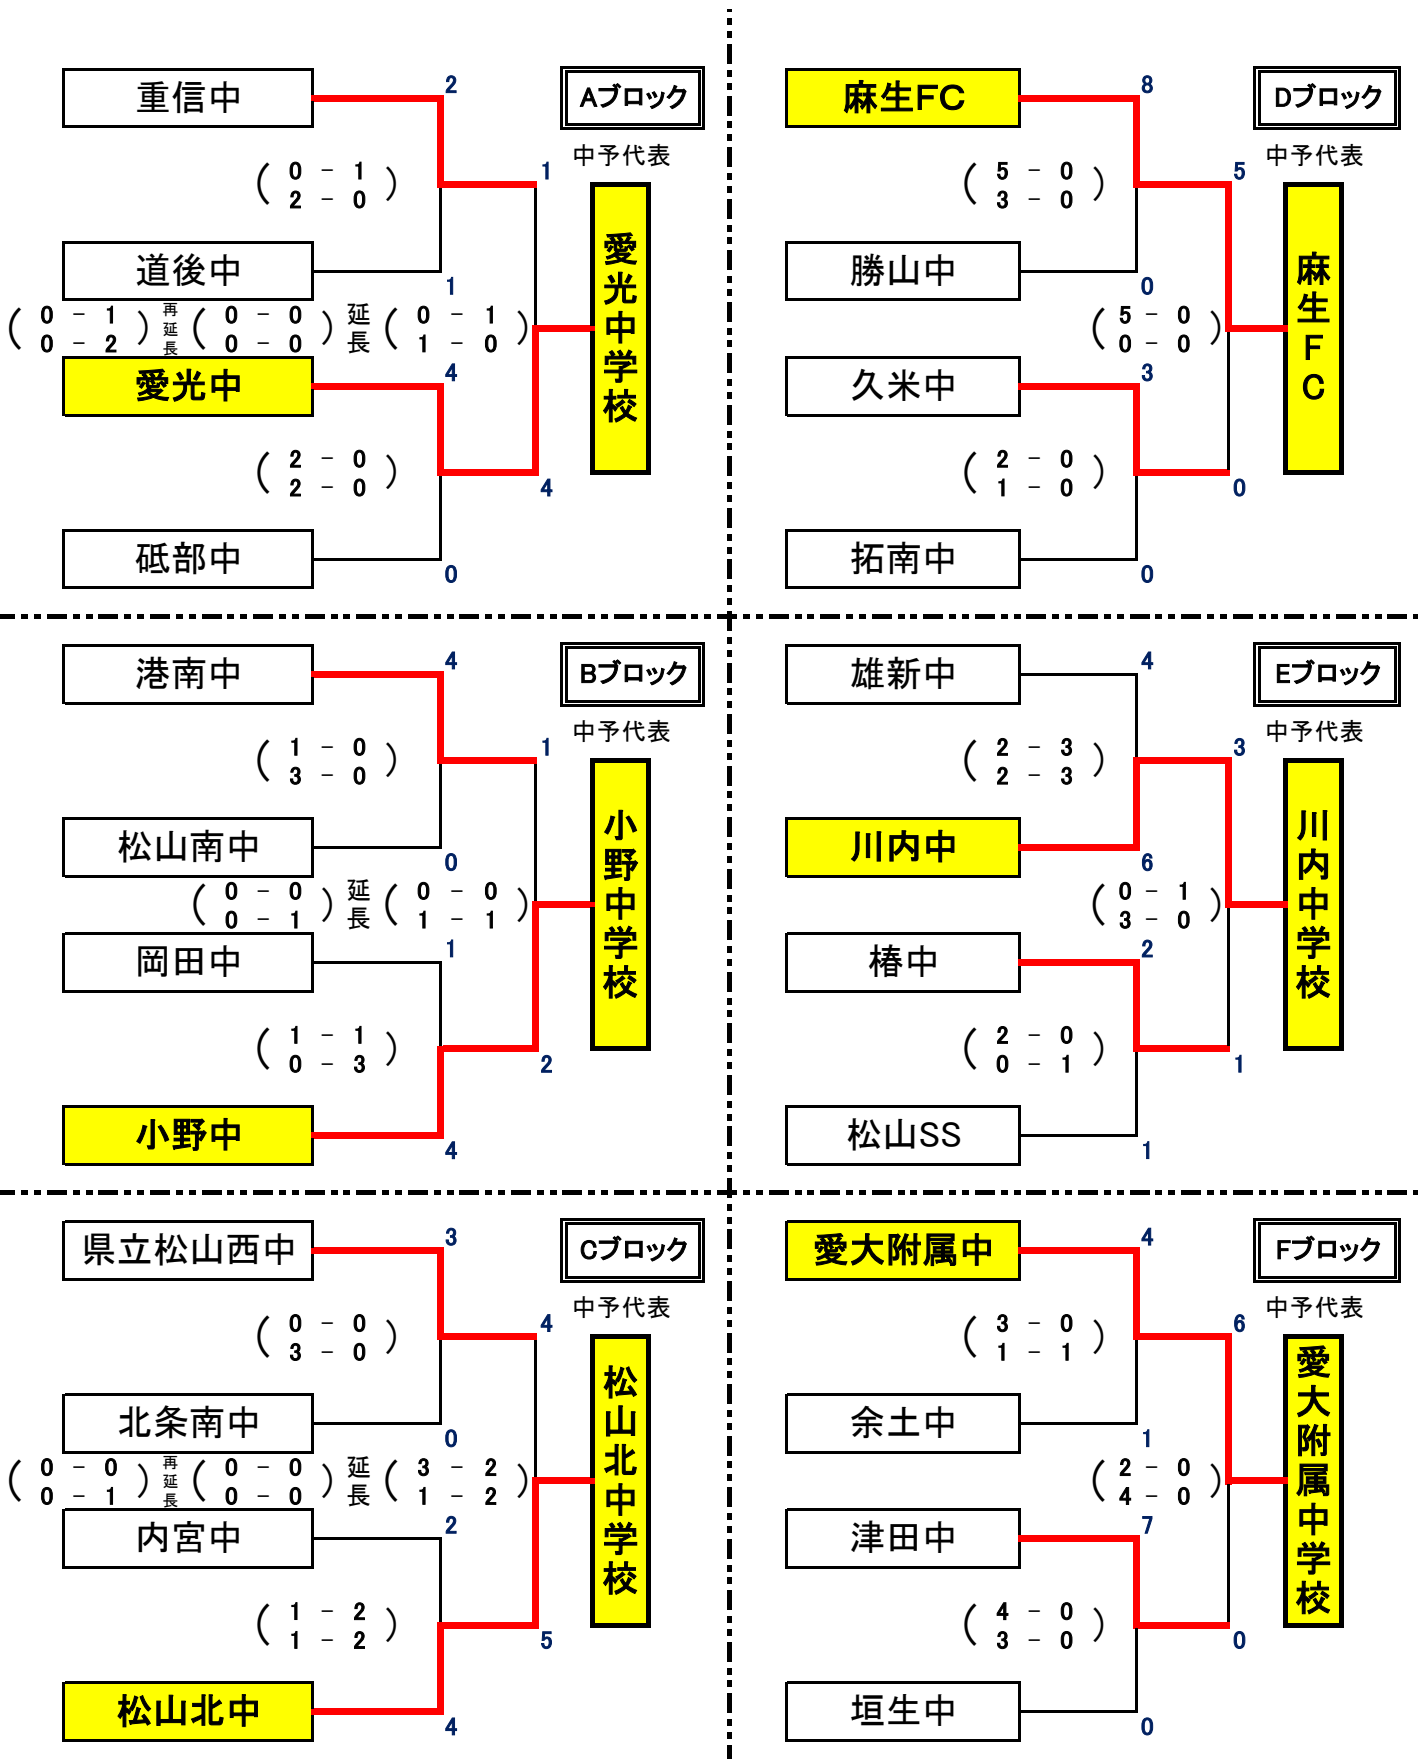 Aブロック
中予代表
愛光中学校
重信中
2
( 0 - 1 )
( 2 - 0 )
1
道後中
1
( 0 - 1 ) 再延長 ( 0 - 0 ) 延長 ( 0 - 1 )
( 0 - 2 ) ( 0 - 0 ) ( 1 - 0 )
愛光中
4
( 2 - 0 )
( 2 - 0 )
4
砥部中
0
Bブロック
中予代表
小野中学校
港南中
4
( 1 - 0 )
( 3 - 0 )
1
松山南中
0
( 0 - 0 ) 延長 ( 0 - 0 )
( 0 - 1 ) ( 1 - 1 )
岡田中
1
( 1 - 1 )
( 0 - 3 )
2
小野中
4
Cブロック
中予代表
松山北中学校
県立松山西中
3
( 0 - 0 )
( 3 - 0 )
4
北条南中
0
( 0 - 0 ) 再延長 ( 0 - 0 ) 延長 ( 3 - 2 )
( 0 - 1 ) ( 0 - 0 ) ( 1 - 2 )
内宮中
2
( 1 - 2 )
( 1 - 2 )
5
松山北中
4
Dブロック
中予代表
麻生FC
麻生FC
8
( 5 - 0 )
( 3 - 0 )
5
勝山中
0
( 5 - 0 )
( 0 - 0 )
久米中
3
( 2 - 0 )
( 1 - 0 )
0
拓南中
0
Eブロック
中予代表
川内中学校
雄新中
4
( 2 - 3 )
( 2 - 3 )
3
川内中
6
( 0 - 1 )
( 3 - 0 )
椿中
2
( 2 - 0 )
( 0 - 1 )
1
松山SS
1
Fブロック
中予代表
愛大附属中学校
愛大附属中
4
( 3 - 0 )
( 1 - 1 )
6
余土中
1
( 2 - 0 )
( 4 - 0 )
津田中
7
( 4 - 0 )
( 3 - 0 )
0
垣生中
0